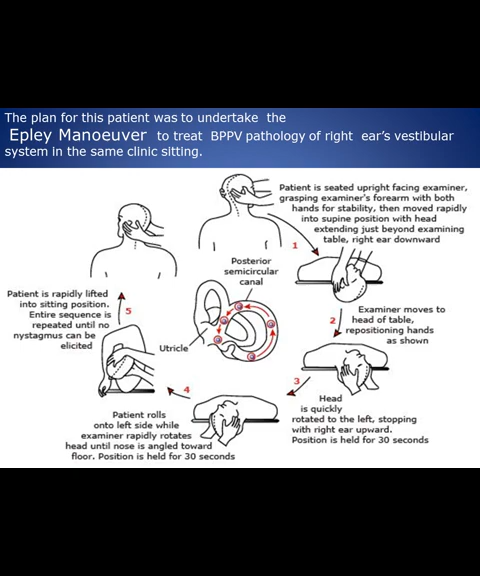 The plan for this patient was to undertake the
Epley Manoeuver to treat BPPV pathology of right ear's vestibular
system in the same clinic sitting.
Patient is seated upright facing examiner,
grasping examiner's forearm with both
hands for stability, then moved rapidly
into supine position with head
extending just beyond examining
table, right ear downward
1
Posterior
semicircular
canal
Utricle
2
Examiner moves to
head of table,
repositioning hands
as shown
3
Head
is quickly
rotated to the left, stopping
with right ear upward.
Position is held for 30 seconds
4
Patient rolls
onto left side while
examiner rapidly rotates
head until nose is angled toward
floor. Position is held for 30 seconds
5
Patient is rapidly lifted
into sitting position.
Entire sequence is
repeated until no
nystagmus can be
elicited